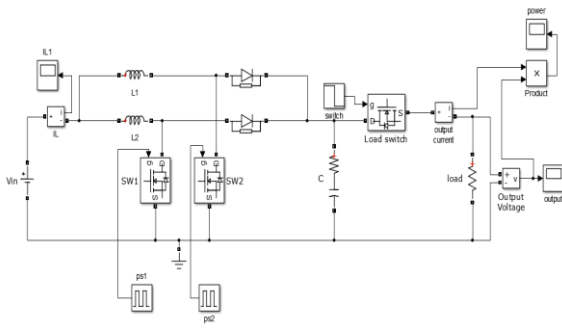 power
IL1
L1
i
x
Product
IL
L2
switch
g
S
D
Load switch
output
current
SW1
SW2
Vin
C
load
v
Output
Voltage
output
ps1
ps2